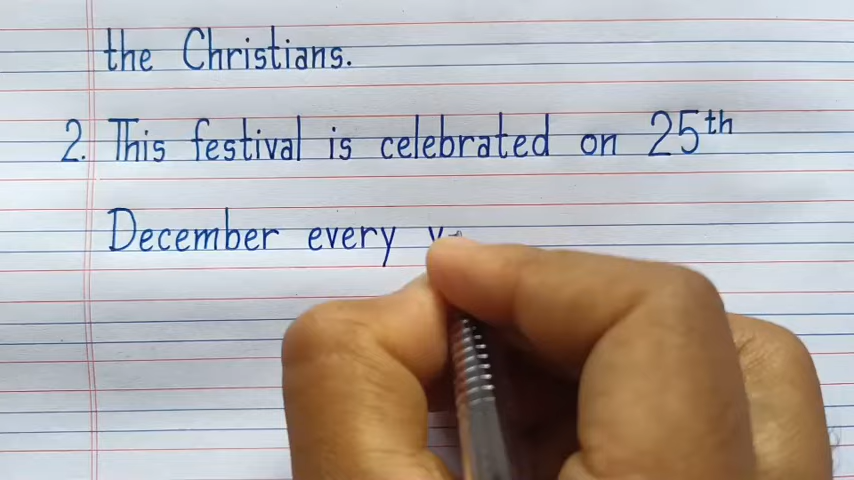 the Christians.
2. This festival is celebrated on 25th
December every